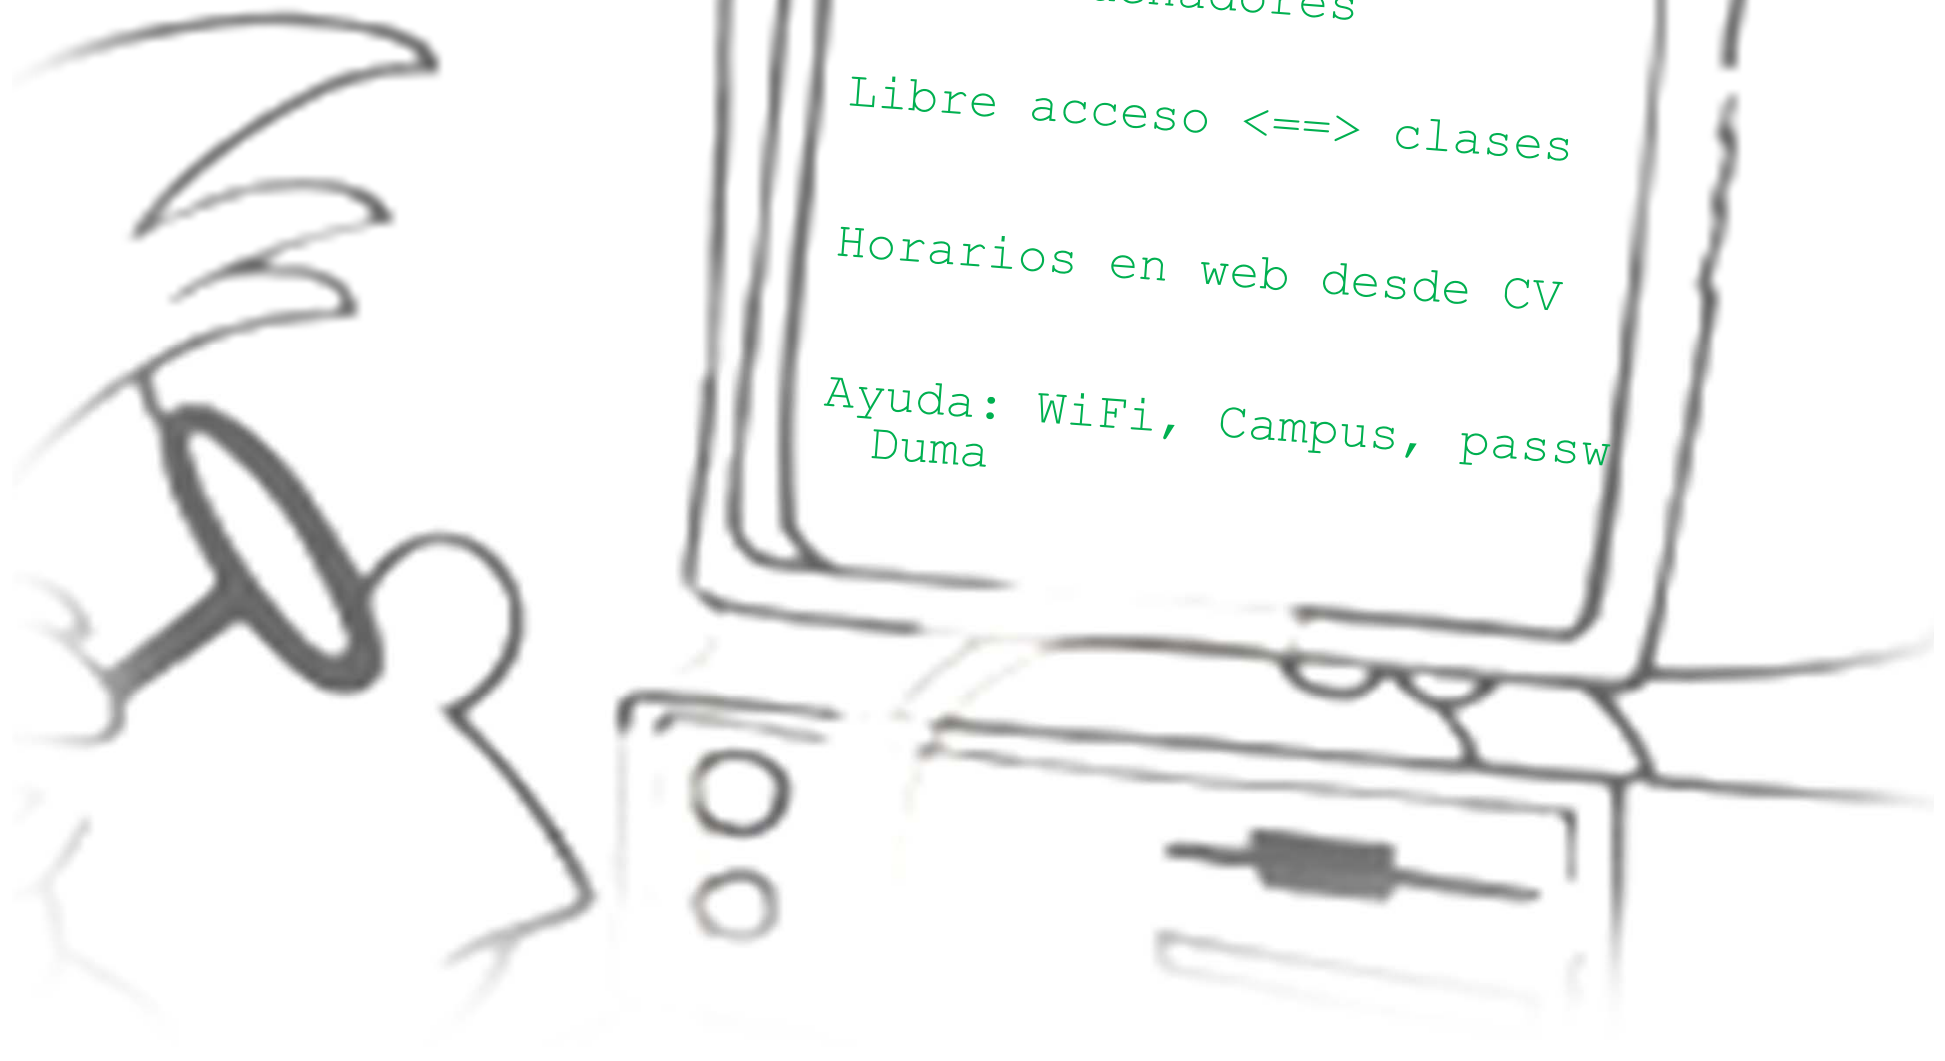 Libre acceso <==> clases
Horarios en web desde CV
Ayuda: WiFi, Campus, passw
Duma